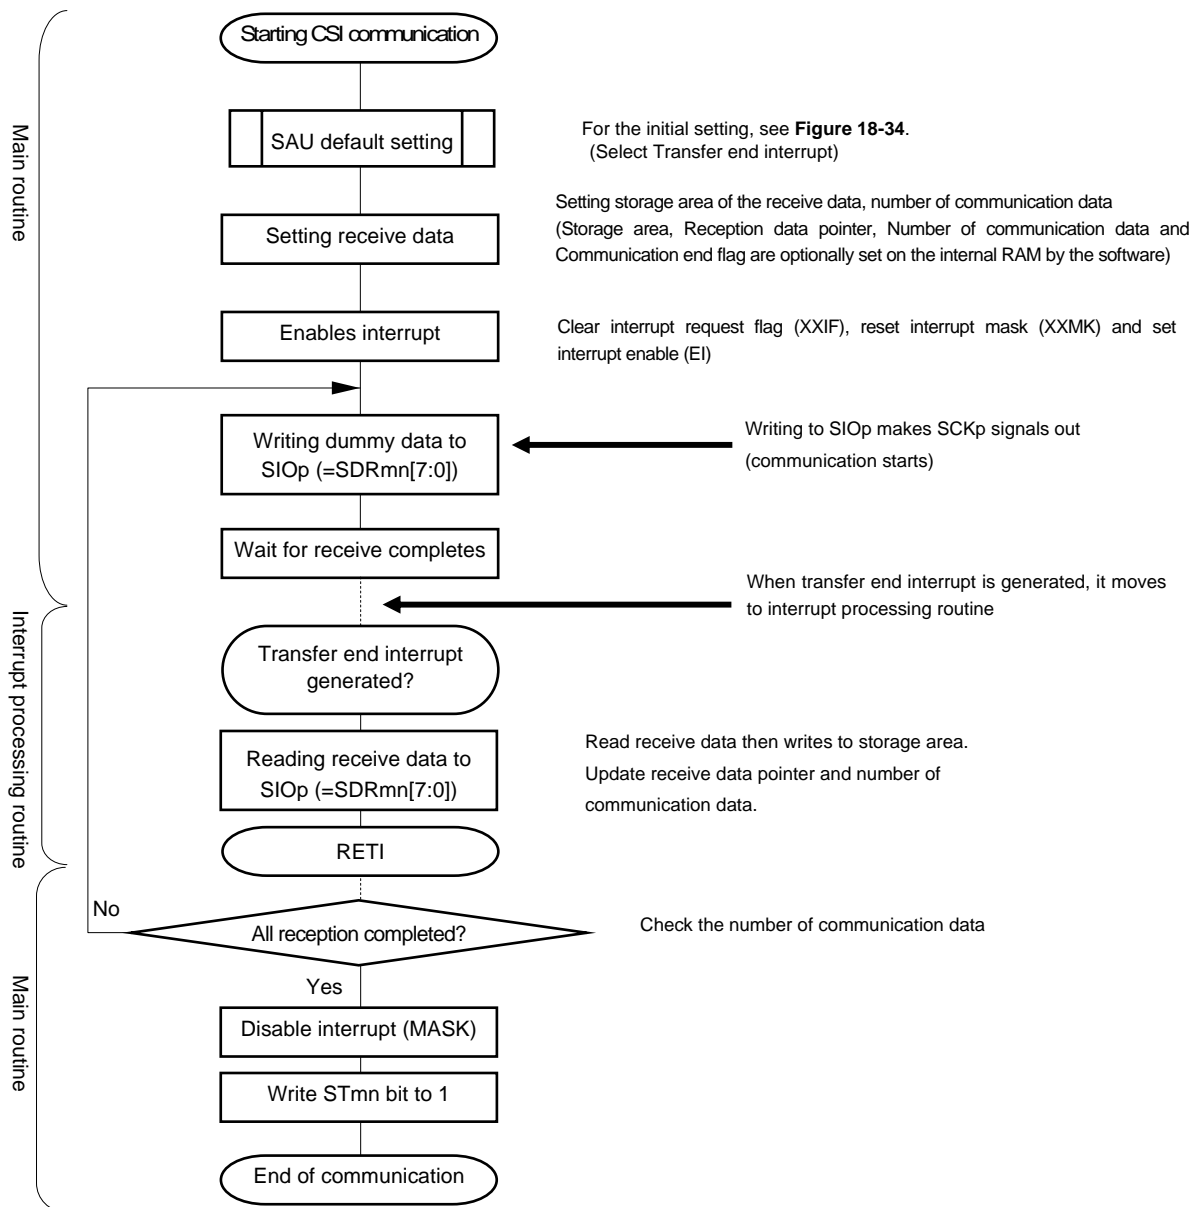 Starting CSI communication
Main routine
SAU default setting
For the initial setting, see Figure 18-34.
(Select Transfer end interrupt)
Setting receive data
Setting storage area of the receive data, number of communication data
(Storage area, Reception data pointer, Number of communication data and
Communication end flag are optionally set on the internal RAM by the software)
Enables interrupt
Clear interrupt request flag (XXIF), reset interrupt mask (XXMK) and set
interrupt enable (EI)
Writing dummy data to
SIOp (=SDRmn[7:0])
Writing to SIOp makes SCKp signals out
(communication starts)
Wait for receive completes
When transfer end interrupt is generated, it moves
to interrupt processing routine
Interrupt processing routine
Transfer end interrupt
generated?
Reading receive data to
SIOp (=SDRmn[7:0])
Read receive data then writes to storage area.
Update receive data pointer and number of
communication data.
RETI
No
All reception completed?
Check the number of communication data
Main routine
Yes
Disable interrupt (MASK)
Write STmn bit to 1
End of communication